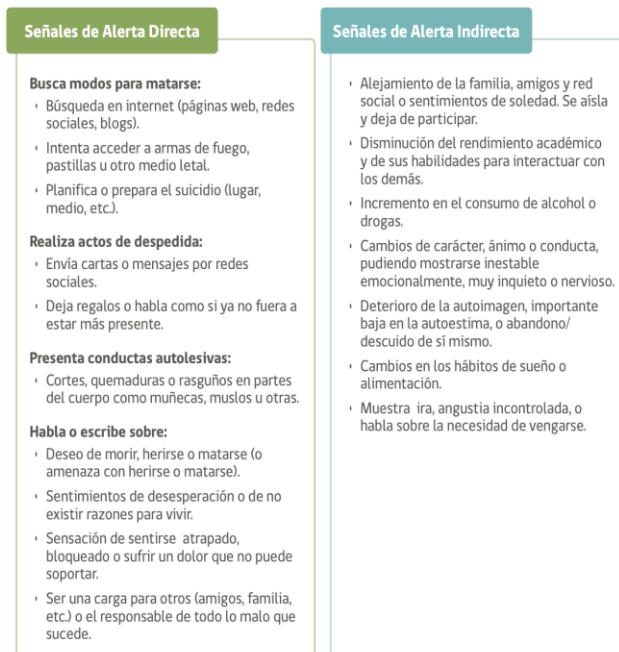 Señales de Alerta Directa
Busca modos para matarse:
Búsqueda en internet (páginas web, redes
sociales, blogs).
Intenta acceder a armas de fuego,
pastillas u otro medio letal.
Planifica o prepara el suicidio (lugar,
medio, etc.).
Realiza actos de despedida:
Envía cartas o mensajes por redes
sociales.
Deja regalos o habla como si ya no fuera a
estar más presente.
Presenta conductas autolesivas:
Cortes, quemaduras o rasguños en partes
del cuerpo como muñecas, muslos u otras.
Habla o escribe sobre:
Deseo de morir, herirse o matarse (o
amenaza con herirse o matarse).
Sentimientos de desesperación o de no
existir razones para vivir.
Sensación de sentirse atrapado,
bloqueado o sufrir un dolor que no puede
soportar.
Ser una carga para otros (amigos, familia,
etc.) o el responsable de todo lo malo que
sucede.
Señales de Alerta Indirecta
Alejamiento de la familia, amigos y red
social o sentimientos de soledad. Se aísla
y deja de participar.
Disminución del rendimiento académico
y de sus habilidades para interactuar con
los demás.
Incremento en el consumo de alcohol o
drogas.
Cambios de carácter, ánimo o conducta,
pudiendo mostrarse inestable
emocionalmente, muy inquieto o nervioso.
Deterioro de la autoimagen, importante
baja en la autoestima, o abandono/
descuido de sí mismo.
Cambios en los hábitos de sueño o
alimentación.
Muestra ira, angustia incontrolada, o
habla sobre la necesidad de vengarse.